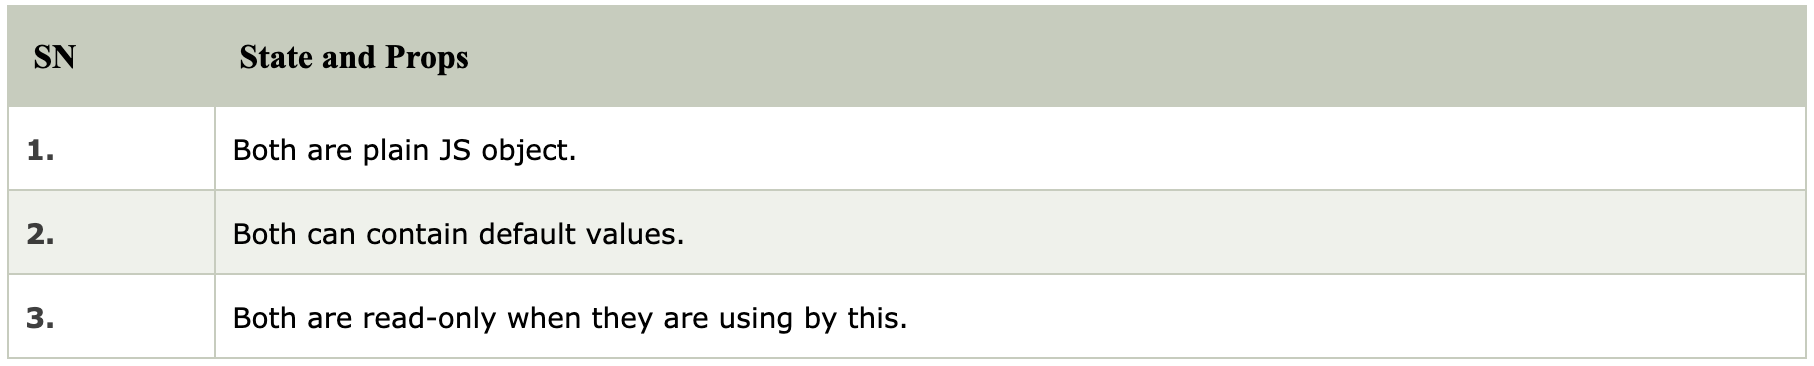 SN State and Props
1. Both are plain JS object.
2. Both can contain default values.
3. Both are read-only when they are using by this.